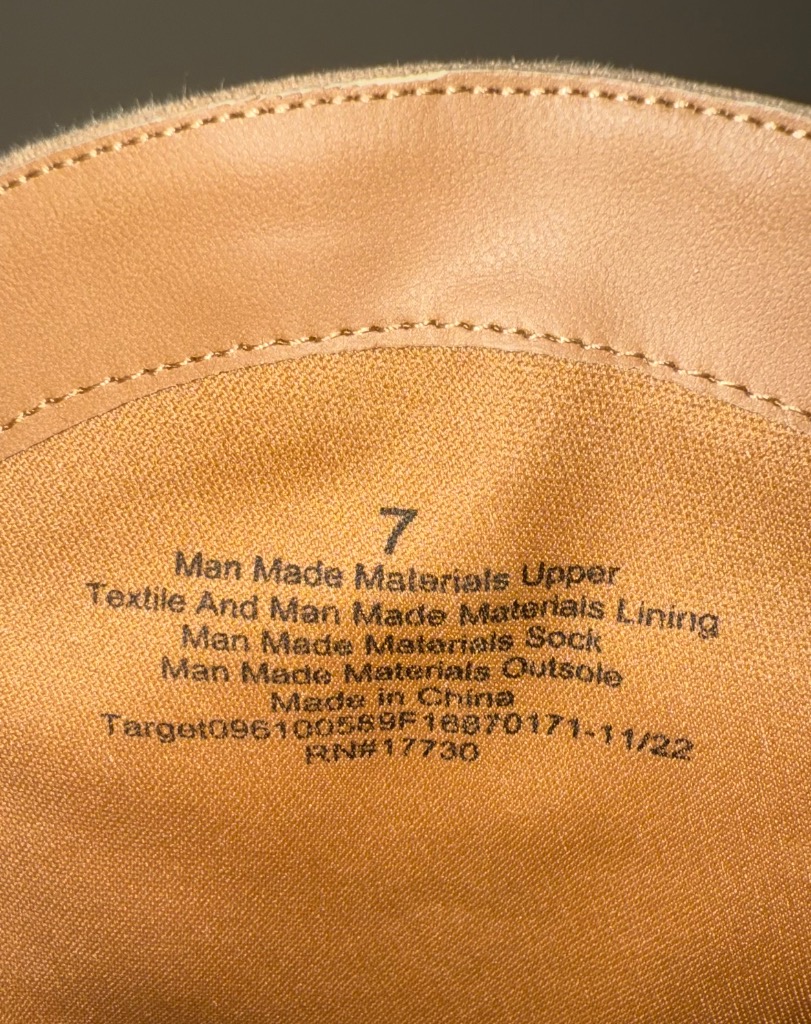 7
Man Made Materials Upper
Textile And Man Made Materials Lining
Man Made Materials Sock
Man Made Materials Outsole
Made in China
Target096100589F16870171-11/22
RN#17730